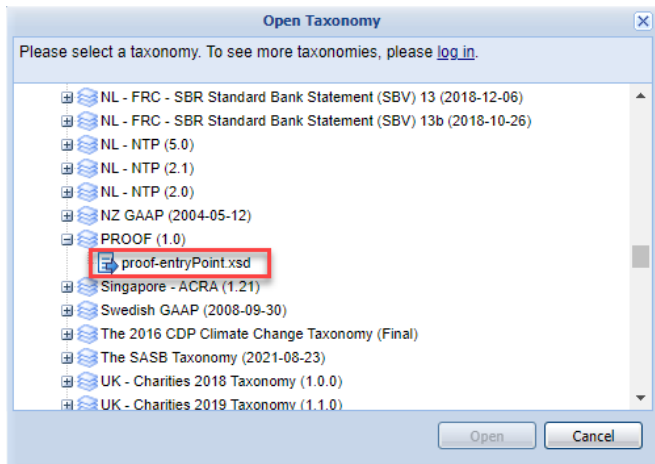 Open Taxonomy
Please select a taxonomy. To see more taxonomies, please log in.
NL - FRC - SBR Standard Bank Statement (SBV) 13 (2018-12-06)
NL - FRC - SBR Standard Bank Statement (SBV) 13b (2018-10-26)
NL - NTP (5.0)
NL - NTP (2.1)
NL - NTP (2.0)
NZ GAAP (2004-05-12)
PROOF (1.0)
proof-entryPoint.xsd
Singapore - ACRA (1.21)
Swedish GAAP (2008-09-30)
The 2016 CDP Climate Change Taxonomy (Final)
The SASB Taxonomy (2021-08-23)
UK - Charities 2018 Taxonomy (1.0.0)
UK - Charities 2019 Taxonomy (1.1.0)
Open Cancel